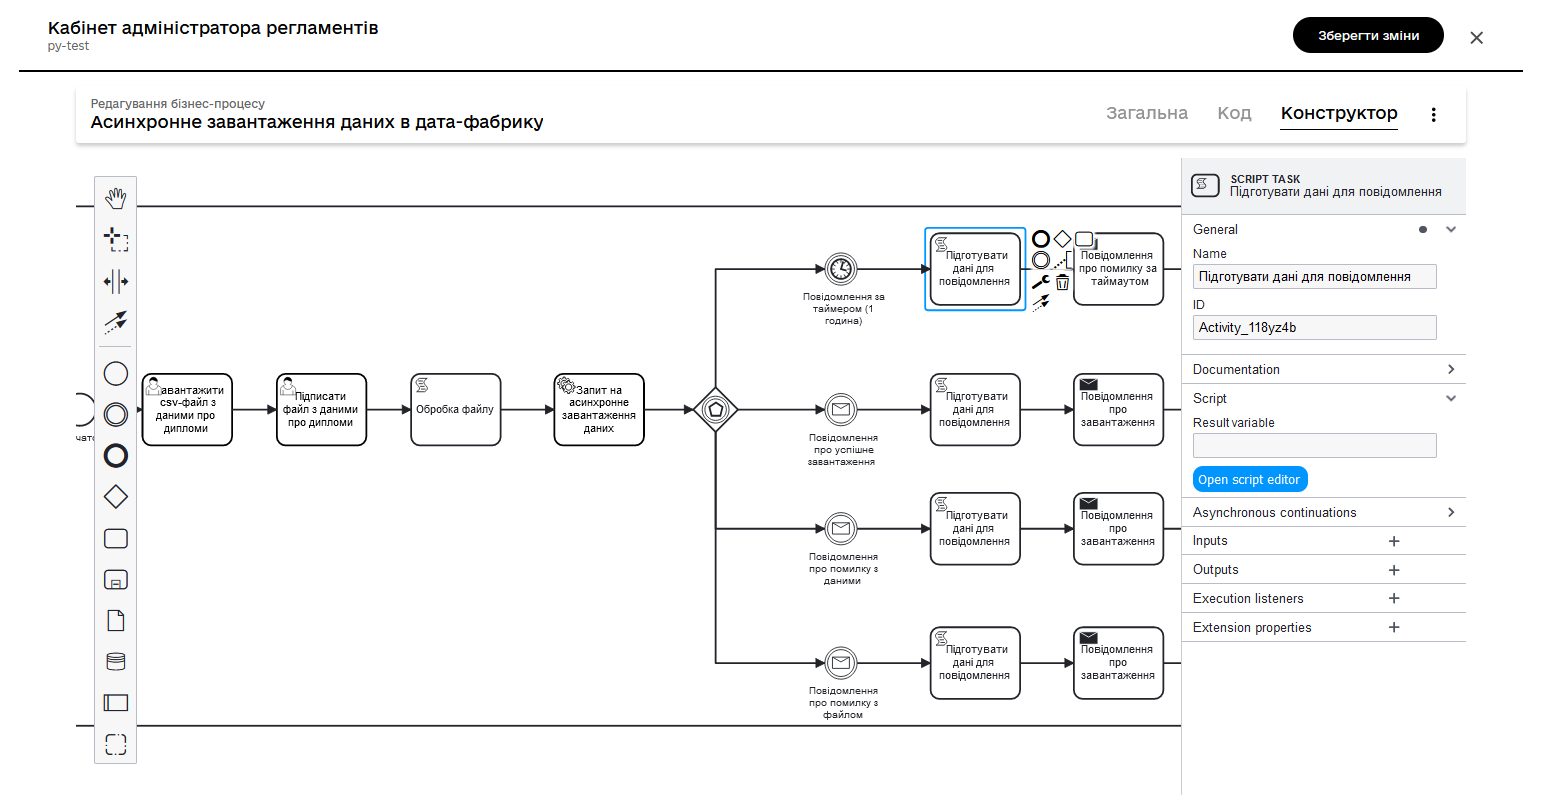 Кабінет адміністратора регламентів
py-test
Зберегти зміни
Редагування бізнес-процесу
Асинхронне завантаження даних в дата-фабрику
Загальна
Код
Конструктор
SCRIPT TASK
Підготувати дані для повідомлення
General
Name
Підготувати дані для повідомлення
ID
Activity_118yz4b
Documentation
Script
Result variable
Open script editor
Asynchronous continuations
Inputs
Outputs
Execution listeners
Extension properties
чатс
авантажити
csv-файл з
даними про
дипломи
Підписати
файл з даними
про дипломи
Обробка файлу
Запит на
асинхронне
завантаження
даних
Повідомлення за
таймером (1
година)
Підготувати
дані для
повідомлення
Повідомлення
про помилку за
таймаутом
Повідомлення
про успішне
завантаження
Підготувати
дані для
повідомлення
Повідомлення
про
завантаження
Повідомлення
про помилку з
даними
Підготувати
дані для
повідомлення
Повідомлення
про
завантаження
Повідомлення
про помилку з
файлом
Підготувати
дані для
повідомлення
Повідомлення
про
завантаження